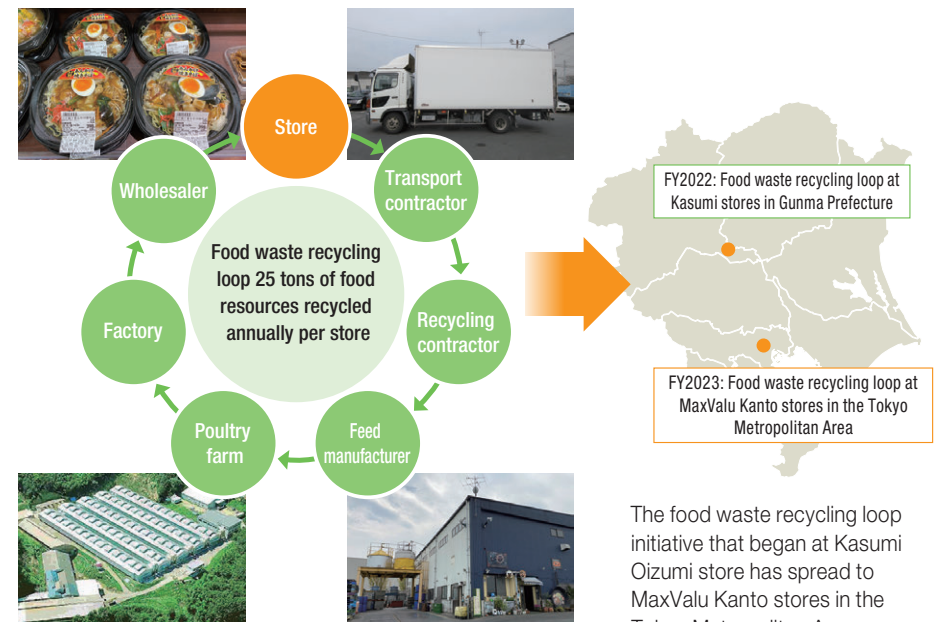 Store
Transport
contractor
Recycling
contractor
Feed
manufacturer
Poultry
farm
Factory
Wholesaler
Food waste recycling
loop 25 tons of food
resources recycled
annually per store
FY2022: Food waste recycling loop at
Kasumi stores in Gunma Prefecture
FY2023: Food waste recycling loop at
MaxValu Kanto stores in the Tokyo
Metropolitan Area
The food waste recycling loop
initiative that began at Kasumi
Oizumi store has spread to
MaxValu Kanto stores in the
Tokyo Metropolitan Area